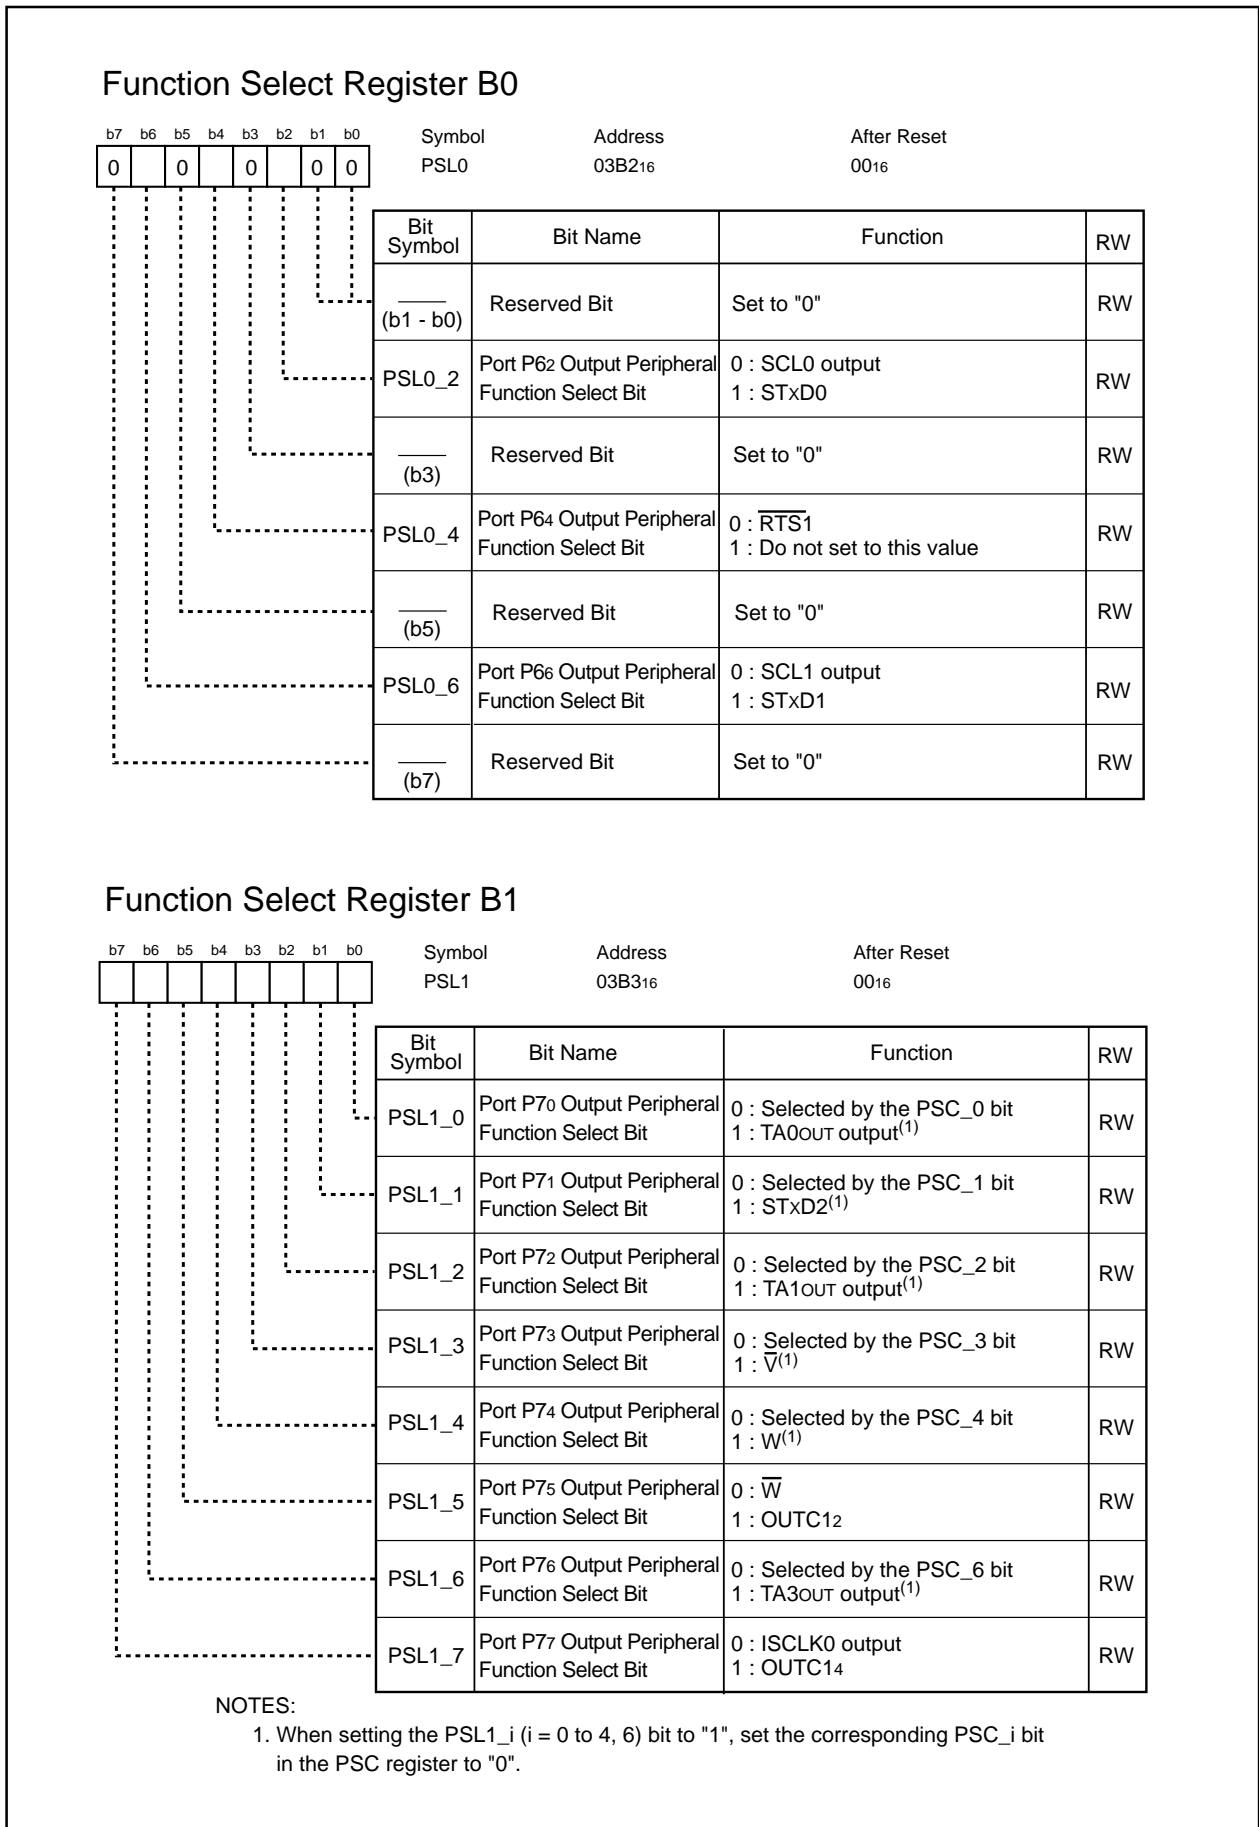 Function Select Register B0
b7 b6 b5 b4 b3 b2 b1 b0
Symbol Address After Reset
0 0 0 0 0
PSL0 03B216 0016
Bit Symbol Bit Name Function RW
(b1 - b0) Reserved Bit Set to "0" RW
PSL0_2 Port P62 Output Peripheral Function Select Bit 0 : SCL0 output
1 : STxD0 RW
(b3) Reserved Bit Set to "0" RW
PSL0_4 Port P64 Output Peripheral Function Select Bit 0 : R̅T̅S̅1
1 : Do not set to this value RW
(b5) Reserved Bit Set to "0" RW
PSL0_6 Port P66 Output Peripheral Function Select Bit 0 : SCL1 output
1 : STxD1 RW
(b7) Reserved Bit Set to "0" RW
Function Select Register B1
b7 b6 b5 b4 b3 b2 b1 b0
Symbol Address After Reset
PSL1 03B316 0016
Bit Symbol Bit Name Function RW
PSL1_0 Port P70 Output Peripheral Function Select Bit 0 : Selected by the PSC_0 bit
1 : TA0OUT output(1) RW
PSL1_1 Port P71 Output Peripheral Function Select Bit 0 : Selected by the PSC_1 bit
1 : STxD2(1) RW
PSL1_2 Port P72 Output Peripheral Function Select Bit 0 : Selected by the PSC_2 bit
1 : TA1OUT output(1) RW
PSL1_3 Port P73 Output Peripheral Function Select Bit 0 : Selected by the PSC_3 bit
1 : V̅(1) RW
PSL1_4 Port P74 Output Peripheral Function Select Bit 0 : Selected by the PSC_4 bit
1 : W(1) RW
PSL1_5 Port P75 Output Peripheral Function Select Bit 0 : W̅
1 : OUTC12 RW
PSL1_6 Port P76 Output Peripheral Function Select Bit 0 : Selected by the PSC_6 bit
1 : TA3OUT output(1) RW
PSL1_7 Port P77 Output Peripheral Function Select Bit 0 : ISCLK0 output
1 : OUTC14 RW
NOTES:
1. When setting the PSL1_i (i = 0 to 4, 6) bit to "1", set the corresponding PSC_i bit
in the PSC register to "0".